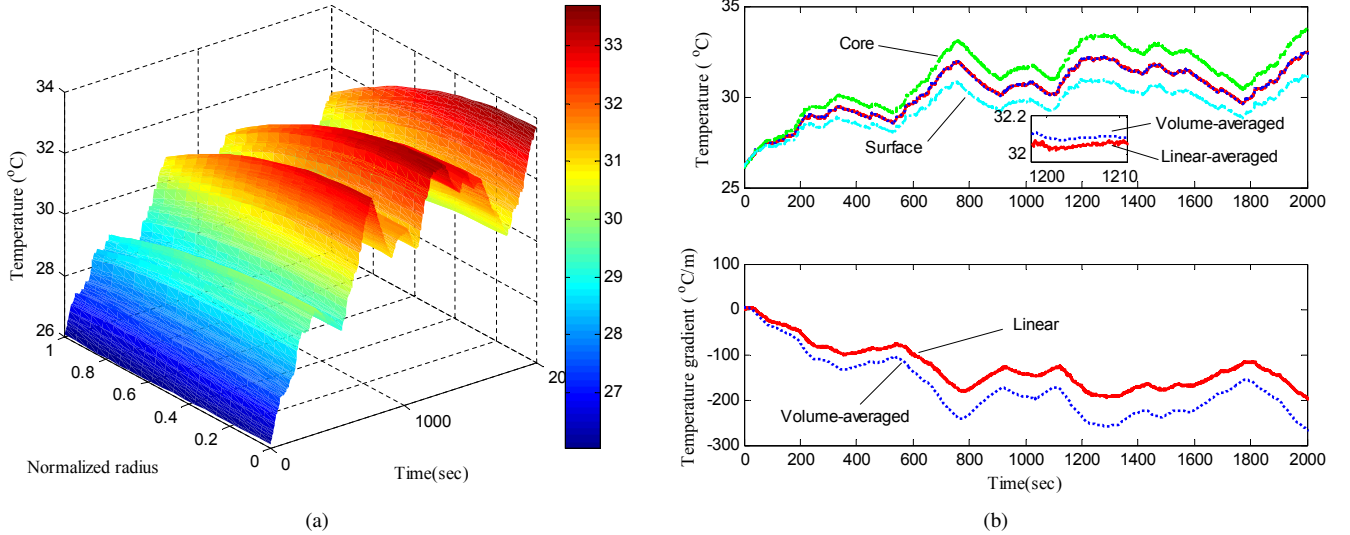 34
32
30
28
26
Temperature (°C)
1
0.8
0.6
0.4
0.2
0
Normalized radius
0
1000
20
Time(sec)
33
32
31
30
29
28
27
(a)
35
30
25
Temperature (°C)
Core
Surface
32.2
32
1200
1210
Volume-averaged
Linear-averaged
0 200 400 600 800 1000 1200 1400 1600 1800 2000
100
0
-100
-200
-300
Temperature gradient (°C/m)
Linear
Volume-averaged
0 200 400 600 800 1000 1200 1400 1600 1800 2000
Time(sec)
(b)